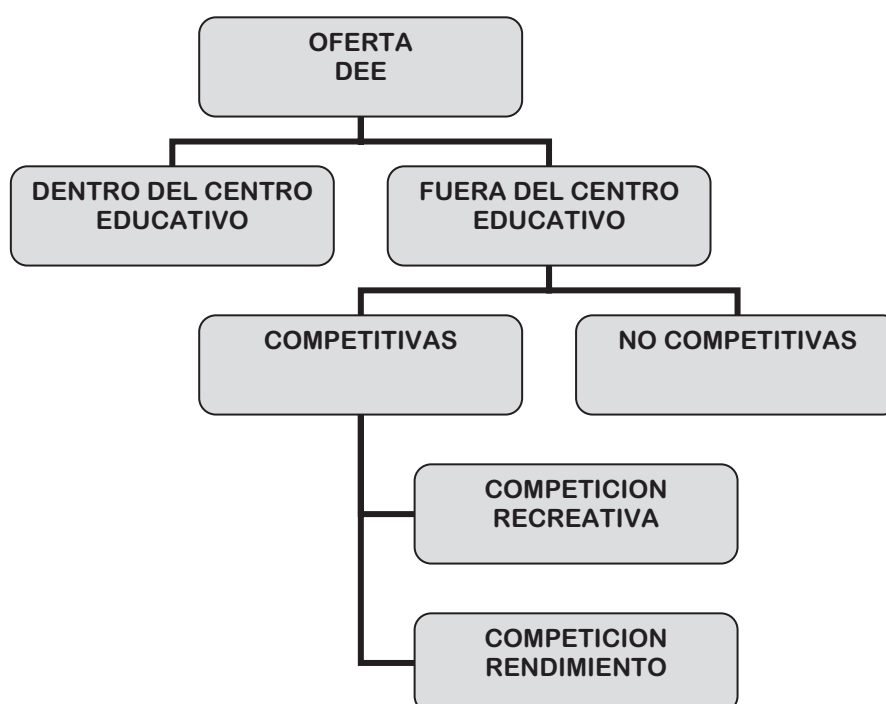 OFERTA
DEE
DENTRO DEL CENTRO
EDUCATIVO
FUERA DEL CENTRO
EDUCATIVO
COMPETITIVAS
NO COMPETITIVAS
COMPETICION
RECREATIVA
COMPETICION
RENDIMIENTO